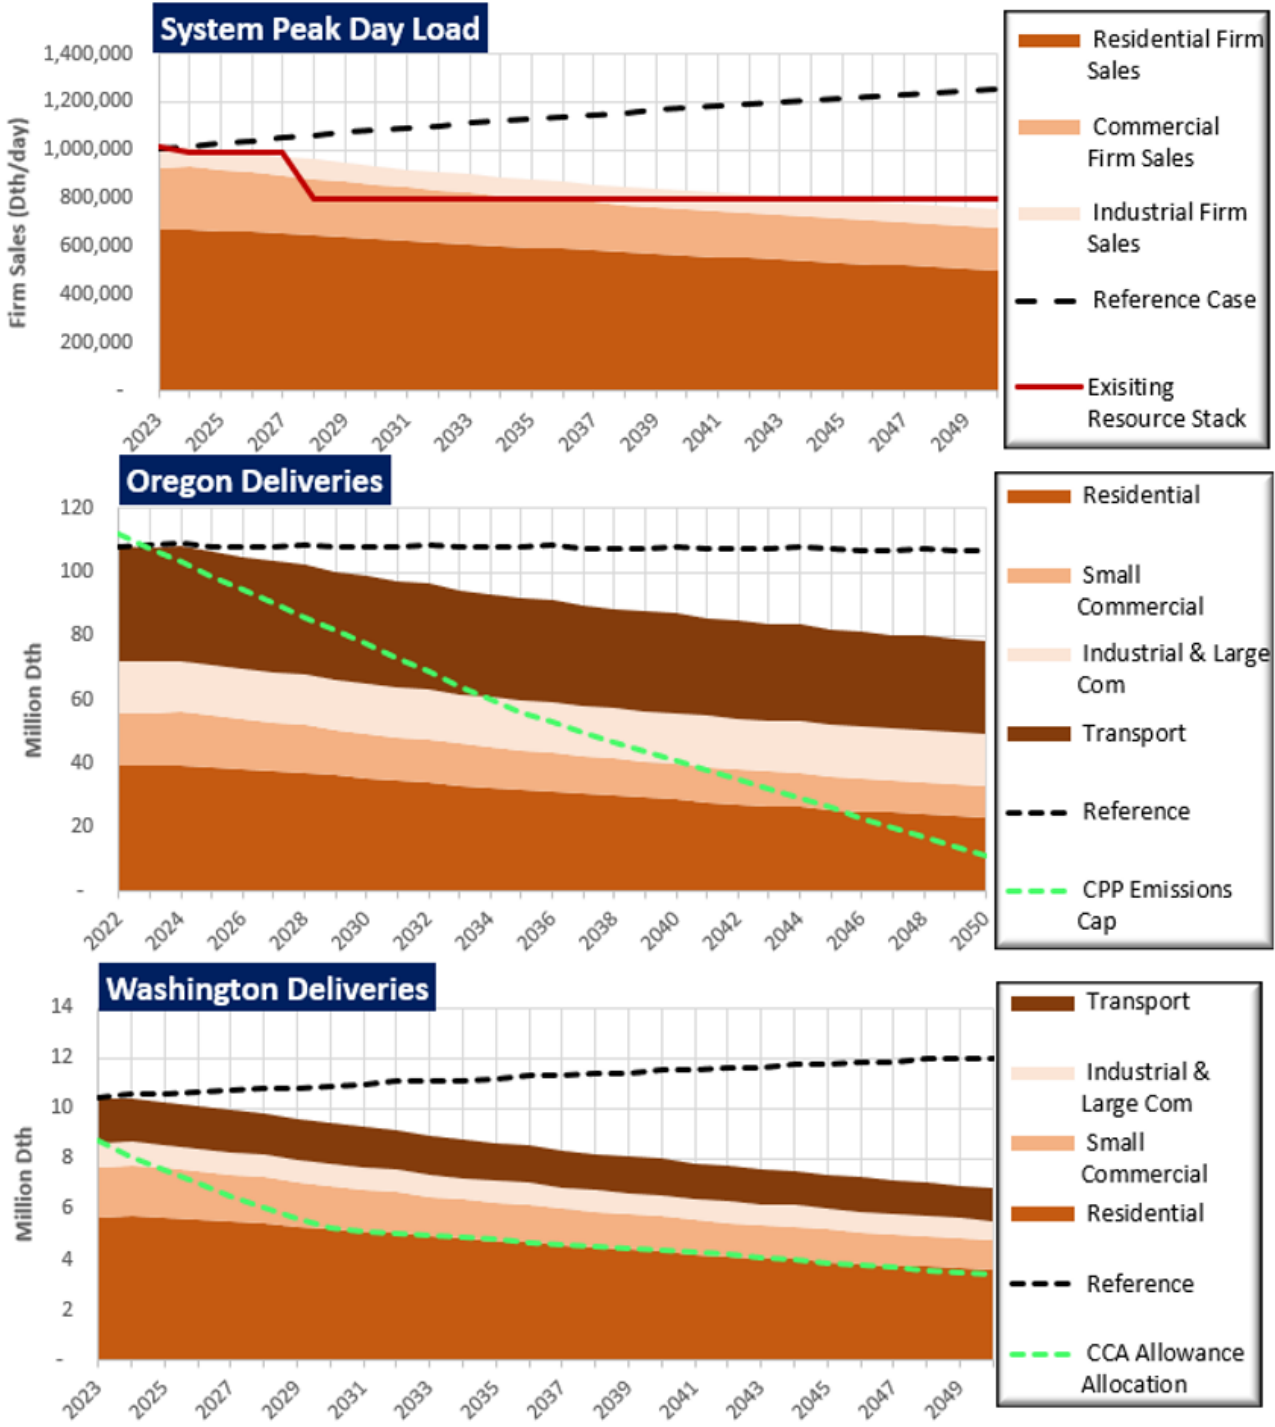 System Peak Day Load
1,400,000
1,200,000
1,000,000
800,000
600,000
400,000
200,000
-
Firm Sales (Dth/day)
2023
2025
2027
2029
2031
2033
2035
2037
2039
2041
2043
2045
2047
2049
Residential Firm
Sales
Commercial
Firm Sales
Industrial Firm
Sales
Reference Case
Exisiting
Resource Stack
Oregon Deliveries
120
100
80
60
40
20
-
Million Dth
2022
2024
2026
2028
2030
2032
2034
2036
2038
2040
2042
2044
2046
2048
2050
Residential
Small
Commercial
Industrial & Large
Com
Transport
Reference
CPP Emissions
Cap
Washington Deliveries
14
12
10
8
6
4
2
-
Million Dth
2023
2025
2027
2029
2031
2033
2035
2037
2039
2041
2043
2045
2047
2049
Transport
Industrial &
Large Com
Small
Commercial
Residential
Reference
CCA Allowance
Allocation